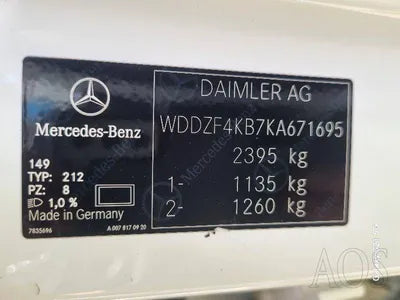 DAIMLER AG
Mercedes-Benz
WDDZF4KB7KA671695
2395 kg
1- 1135 kg
2- 1260 kg
149
TYP: 212
PZ: 8
1,0 %
Made in Germany
7835696
A 007 817 09 20
AOS